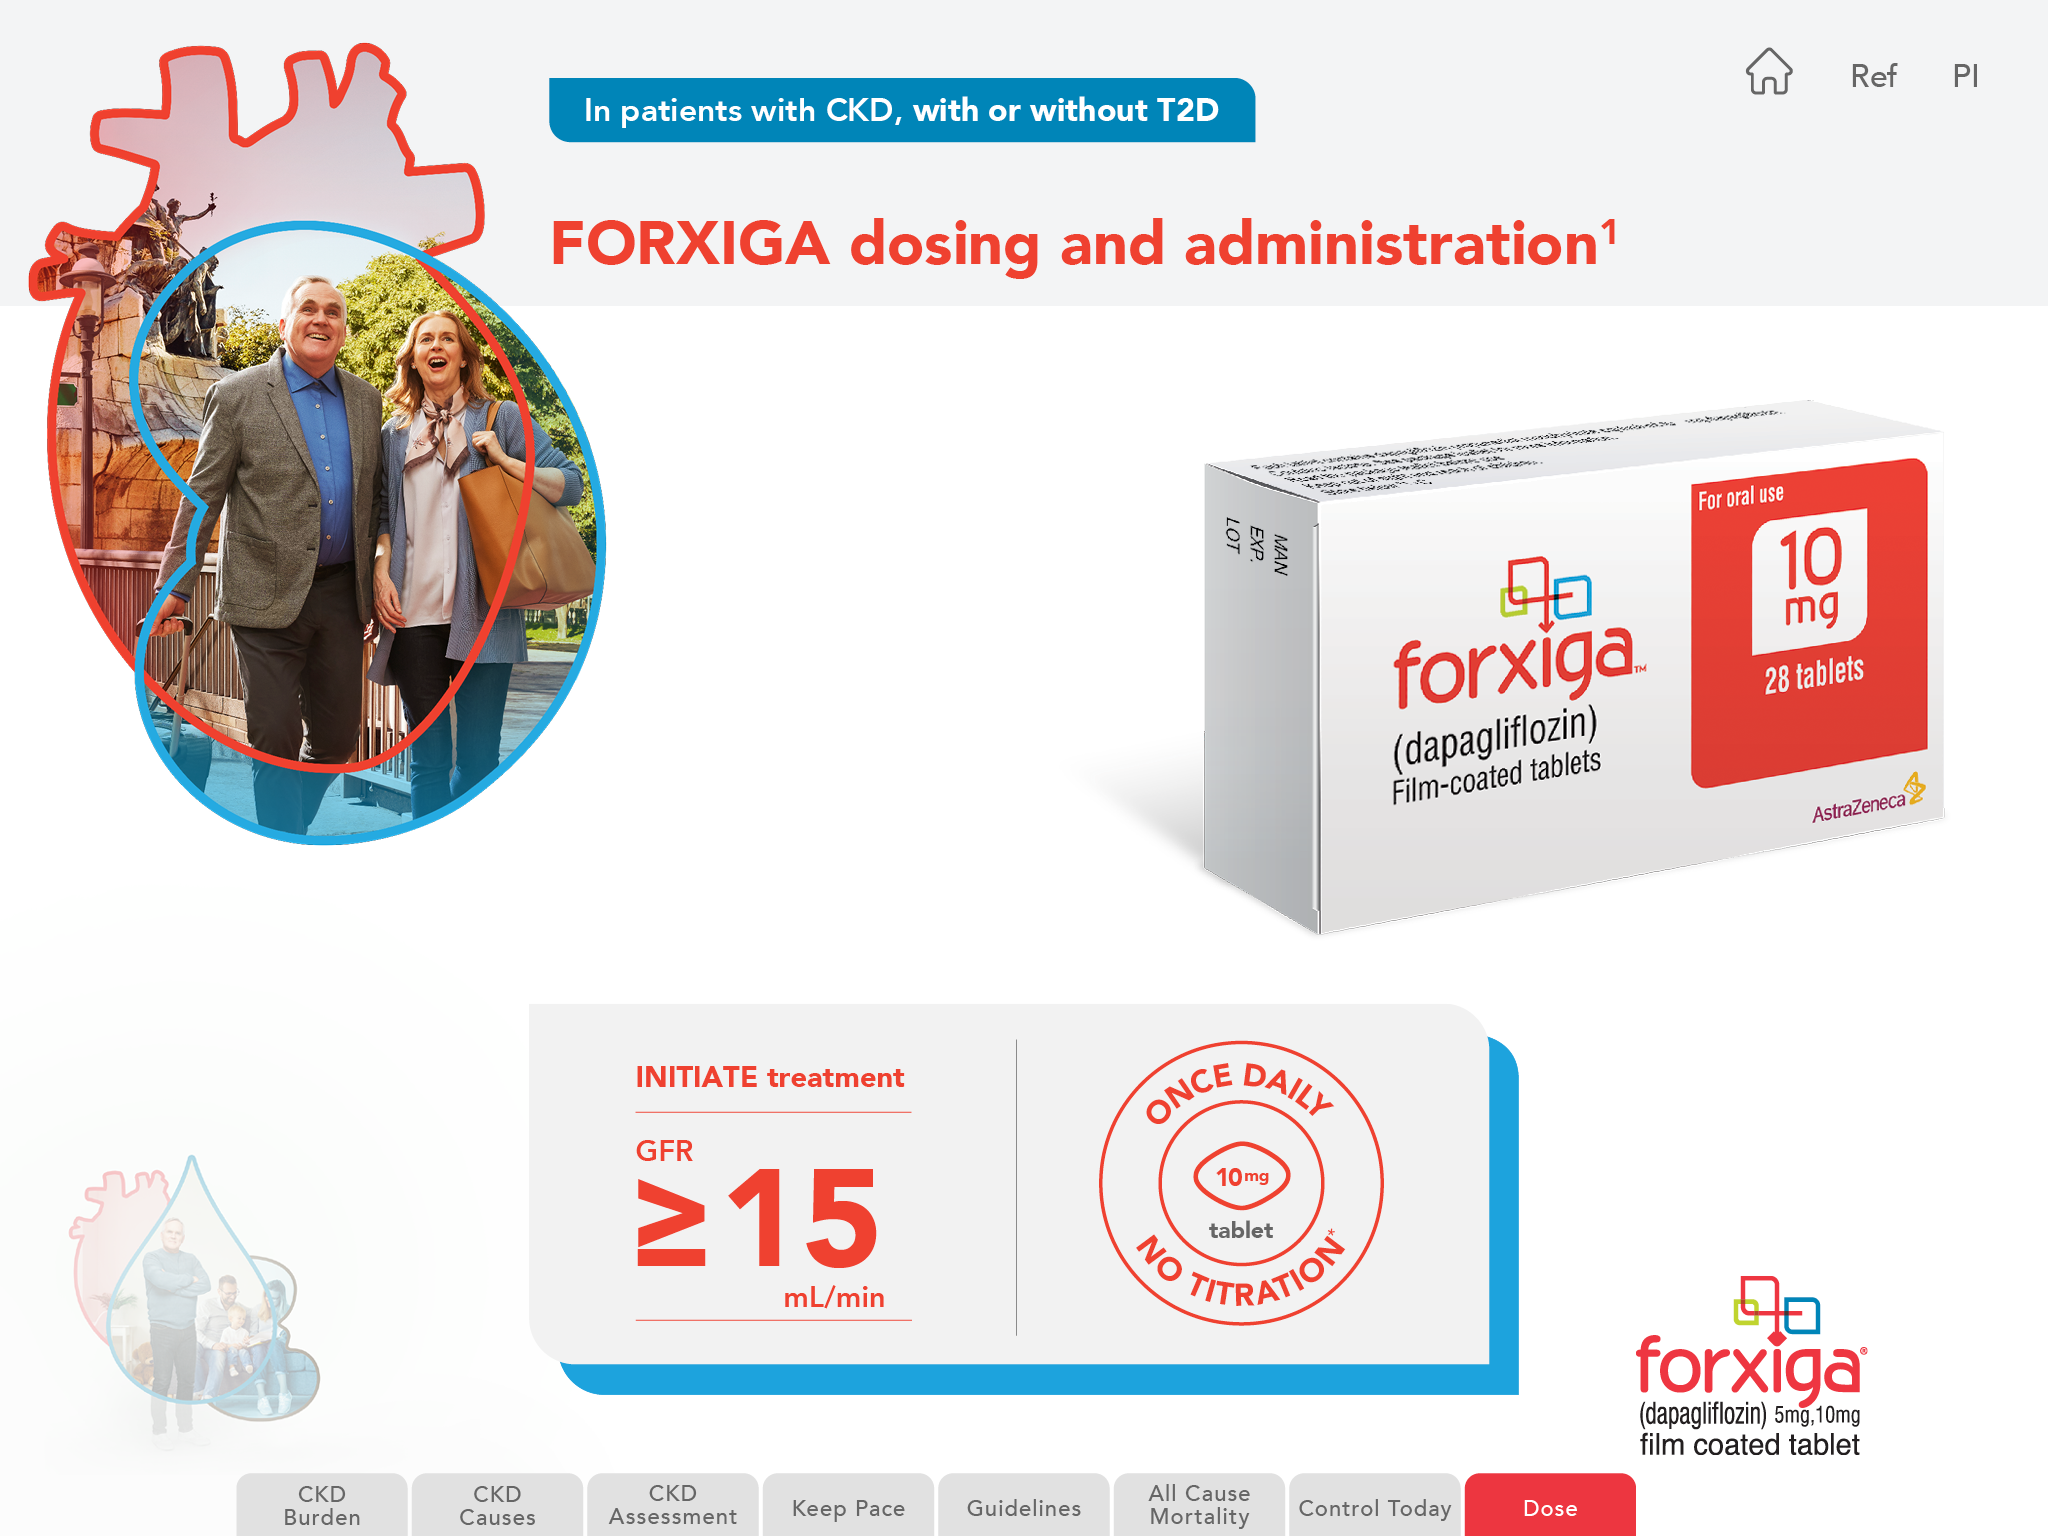 Ref
PI
In patients with CKD, with or without T2D
FORXIGA dosing and administration¹
MAN
EXP.
LOT
For oral use
10
mg
28 tablets
forxiga™
(dapagliflozin)
Film-coated tablets
AstraZeneca
INITIATE treatment
GFR
≥15
mL/min
ONCE DAILY
10mg
tablet
NO TITRATION*
forxiga®
(dapagliflozin) 5mg,10mg
film coated tablet
CKD
Burden
CKD
Causes
CKD
Assessment
Keep Pace
Guidelines
All Cause
Mortality
Control Today
Dose